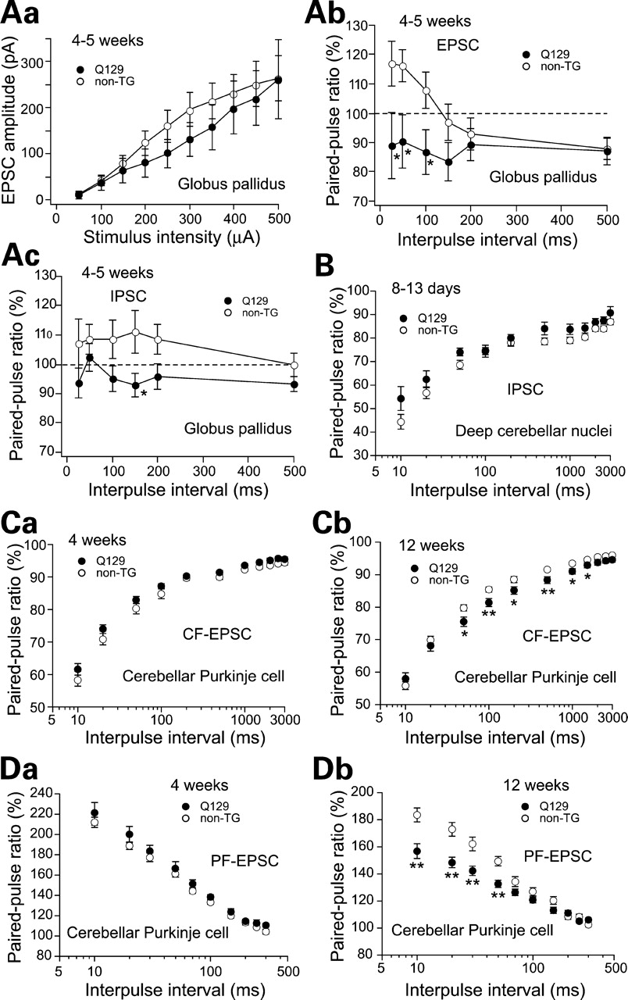 Aa
4-5 weeks
Q129
non-TG
EPSC amplitude (pA)
300
200
100
0
Globus pallidus
0 100 200 300 400 500
Stimulus intensity (μA)
Ab
4-5 weeks
EPSC
Q129
non-TG
Paired-pulse ratio (%)
130
120
110
100
90
80
70
* * *
Globus pallidus
0 100 200 300 400 500
Interpulse interval (ms)
Ac
4-5 weeks
IPSC
Q129
non-TG
Paired-pulse ratio (%)
130
120
110
100
90
80
70
*
Globus pallidus
0 100 200 300 400 500
Interpulse interval (ms)
B
8-13 days
Q129
non-TG
Paired-pulse ratio (%)
100
90
80
70
60
50
40
30
IPSC
Deep cerebellar nuclei
5 10 100 1000 3000
Interpulse interval (ms)
Ca
4 weeks
Q129
non-TG
Paired-pulse ratio (%)
100
90
80
70
60
50
CF-EPSC
Cerebellar Purkinje cell
5 10 100 1000 3000
Interpulse interval (ms)
Cb
12 weeks
Q129
non-TG
Paired-pulse ratio (%)
100
90
80
70
60
50
* ** * ** * *
CF-EPSC
Cerebellar Purkinje cell
5 10 100 1000 3000
Interpulse interval (ms)
Da
4 weeks
Q129
non-TG
Paired-pulse ratio (%)
240
220
200
180
160
140
120
100
80
PF-EPSC
Cerebellar Purkinje cell
5 10 100 500
Interpulse interval (ms)
Db
12 weeks
Q129
non-TG
Paired-pulse ratio (%)
200
180
160
140
120
100
80
PF-EPSC
** ** ** **
Cerebellar Purkinje cell
5 10 100 500
Interpulse interval (ms)